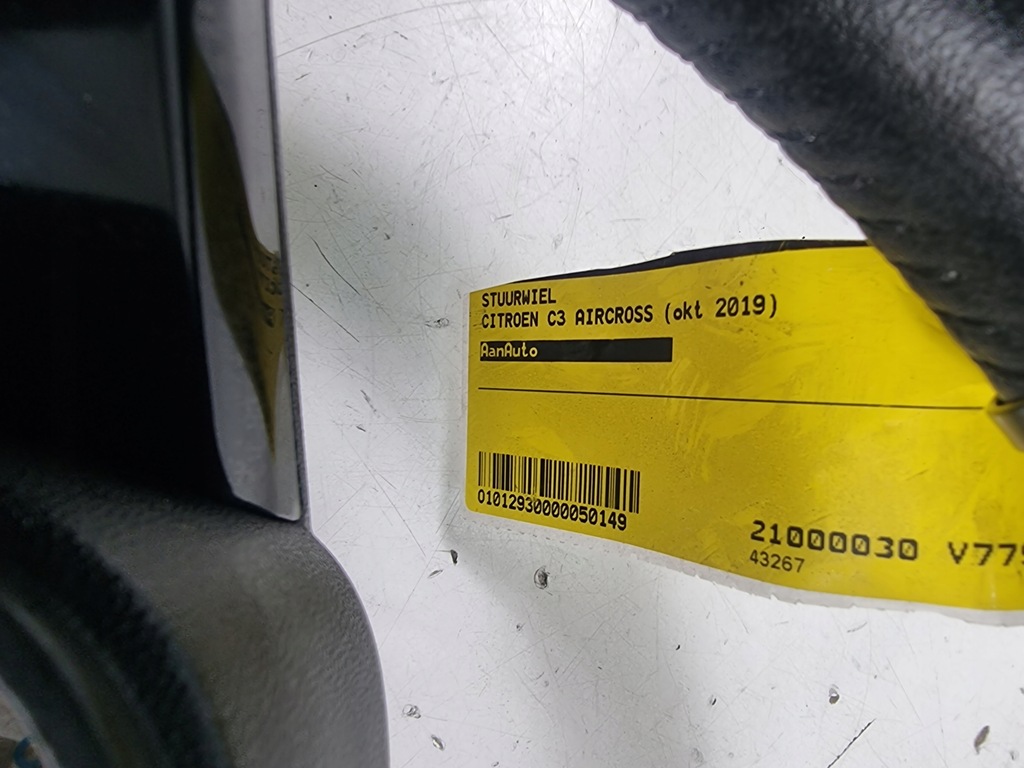 STUURWIEL
CITROEN C3 AIRCROSS (okt 2019)
AanAuto
01012930000050149
21000030
43267